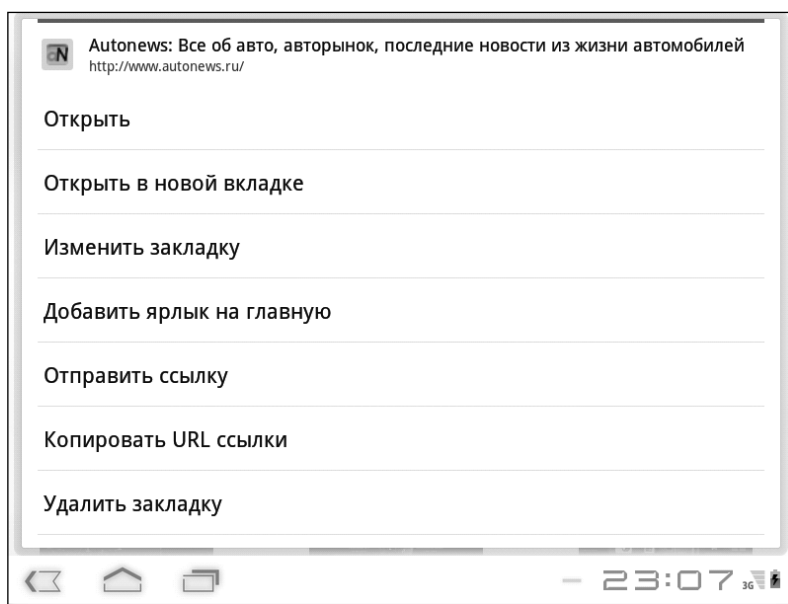 Autonews: Все об авто, авторынок, последние новости из жизни автомобилей
http://www.autonews.ru/
Открыть
Открыть в новой вкладке
Изменить закладку
Добавить ярлык на главную
Отправить ссылку
Копировать URL ссылки
Удалить закладку
23:07 3G